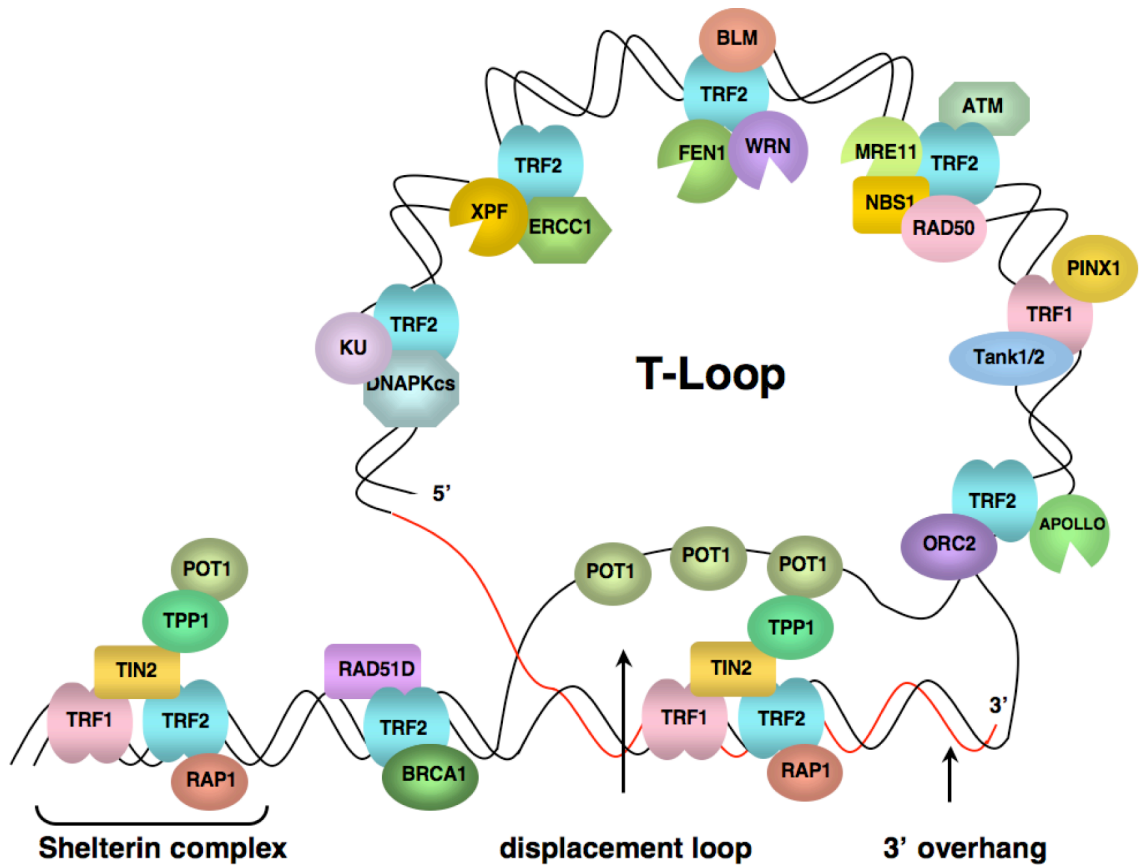 BLM
TRF2
ATM
FEN1
WRN
MRE11
TRF2
TRF2
NBS1
XPF
ERCC1
RAD50
PINX1
TRF2
TRF1
KU
Tank1/2
DNAPKcs
T-Loop
5’
TRF2
APOLLO
ORC2
POT1
POT1
POT1
POT1
TPP1
TPP1
TIN2
RAD51D
TIN2
3’
TRF1
TRF2
TRF2
TRF1
TRF2
RAP1
BRCA1
RAP1
Shelterin complex
displacement loop
3’ overhang